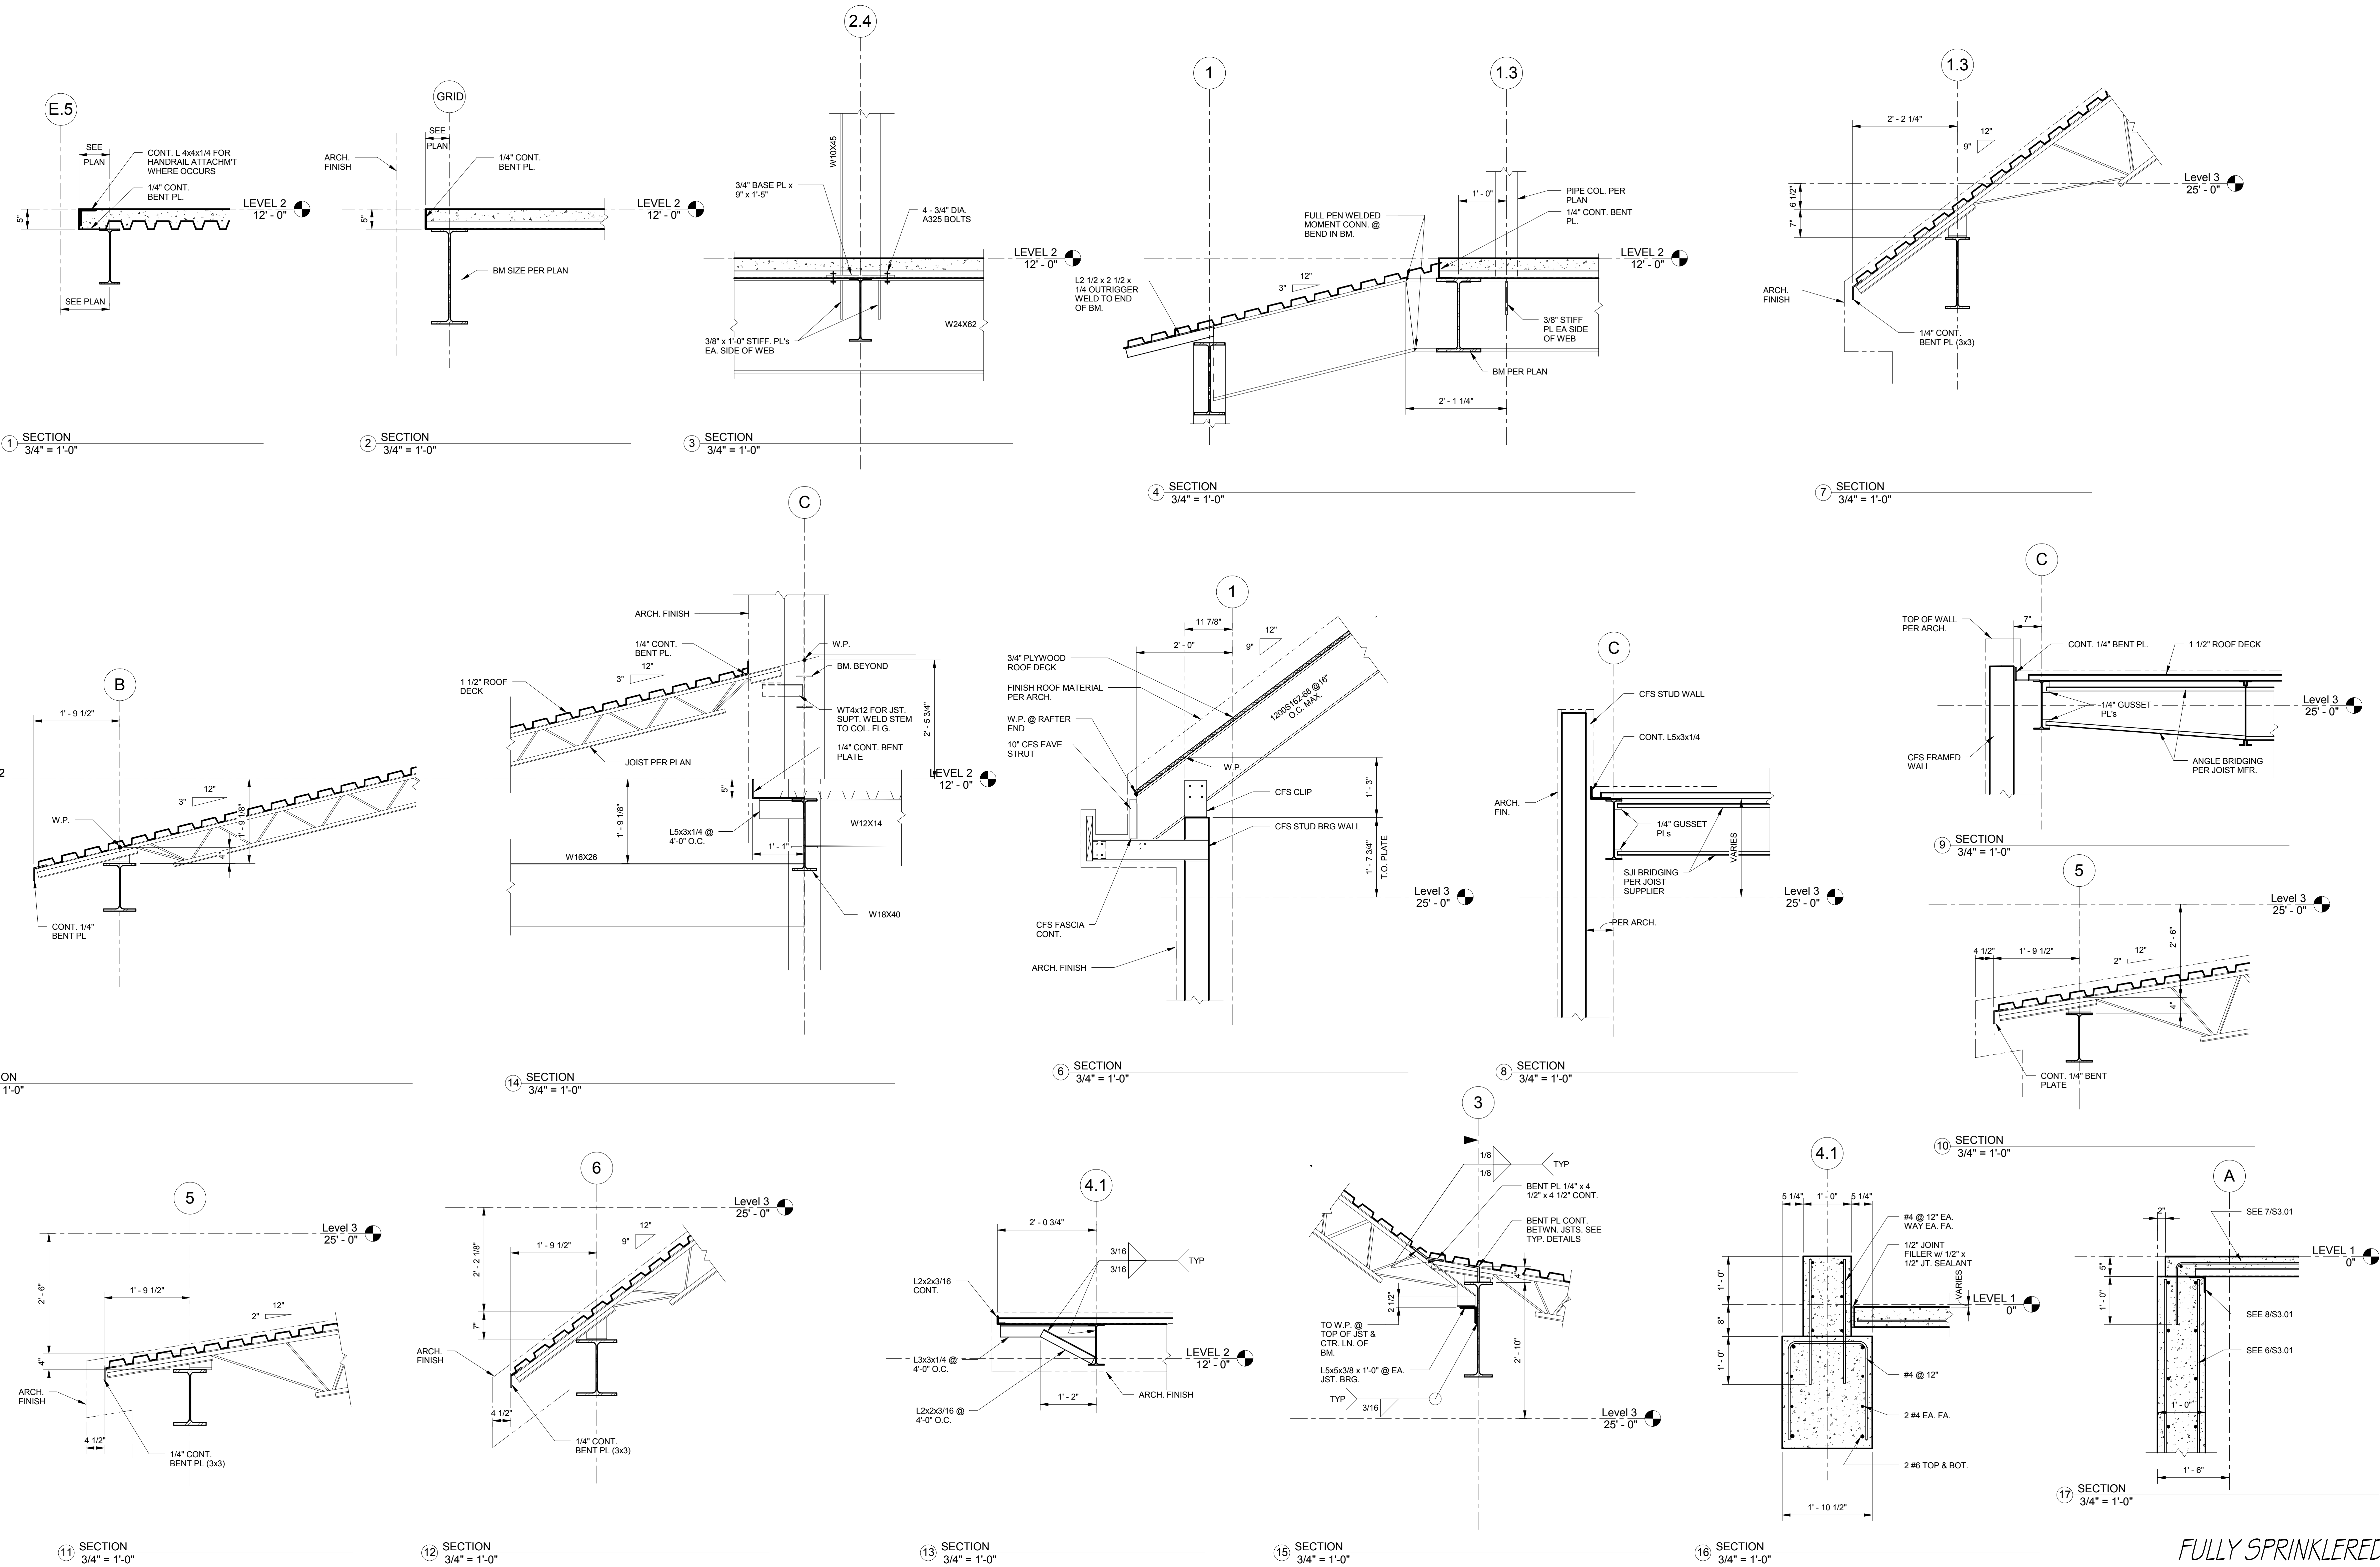 E.5
SEE
PLAN
CONT. L 4x4x1/4 FOR
HANDRAIL ATTACHM'T
WHERE OCCURS
1/4" CONT.
BENT PL.
5"
LEVEL 2
12' - 0"
SEE PLAN
1
SECTION
3/4" = 1'-0"
GRID
SEE
PLAN
ARCH.
FINISH
1/4" CONT.
BENT PL.
5"
LEVEL 2
12' - 0"
BM SIZE PER PLAN
2
SECTION
3/4" = 1'-0"
2.4
W10X45
3/4" BASE PL x
9" x 1'-5"
4 - 3/4" DIA.
A325 BOLTS
LEVEL 2
12' - 0"
W24X62
3/8" x 1'-0" STIFF. PL's
EA. SIDE OF WEB
3
SECTION
3/4" = 1'-0"
1
1.3
1' - 0"
PIPE COL. PER
PLAN
1/4" CONT. BENT
PL.
FULL PEN WELDED
MOMENT CONN. @
BEND IN BM.
LEVEL 2
12' - 0"
L2 1/2 x 2 1/2 x
1/4 OUTRIGGER
WELD TO END
OF BM.
12"
3"
3/8" STIFF
PL EA SIDE
OF WEB
BM PER PLAN
2' - 1 1/4"
4
SECTION
3/4" = 1'-0"
1.3
2' - 2 1/4"
12"
9"
Level 3
25' - 0"
6 1/2"
7"
ARCH.
FINISH
1/4" CONT.
BENT PL (3x3)
7
SECTION
3/4" = 1'-0"
2
B
1' - 9 1/2"
12"
3"
W.P.
1' - 9 1/8"
4"
CONT. 1/4"
BENT PL
ON
1'-0"
C
ARCH. FINISH
1/4" CONT.
BENT PL.
12"
3"
W.P.
BM. BEYOND
1 1/2" ROOF
DECK
WT4x12 FOR JST.
SUPT. WELD STEM
TO COL. FLG.
2' - 5 3/4"
1/4" CONT. BENT
PLATE
JOIST PER PLAN
LEVEL 2
12' - 0"
5"
1' - 9 1/8"
L5x3x1/4 @
4'-0" O.C.
W12X14
1' - 1"
W16X26
W18X40
14
SECTION
3/4" = 1'-0"
1
11 7/8"
2' - 0"
12"
9"
3/4" PLYWOOD
ROOF DECK
FINISH ROOF MATERIAL
PER ARCH.
1200S162-68 @16"
O.C. MAX.
W.P. @ RAFTER
END
10" CFS EAVE
STRUT
W.P.
1' - 3"
CFS CLIP
CFS STUD BRG WALL
1' - 7 3/4"
T.O. PLATE
Level 3
25' - 0"
CFS FASCIA
CONT.
ARCH. FINISH
6
SECTION
3/4" = 1'-0"
C
CFS STUD WALL
CONT. L5x3x1/4
ARCH.
FIN.
1/4" GUSSET
PLs
VARIES
SJI BRIDGING
PER JOIST
SUPPLIER
Level 3
25' - 0"
PER ARCH.
8
SECTION
3/4" = 1'-0"
C
TOP OF WALL
PER ARCH.
7"
CONT. 1/4" BENT PL.
1 1/2" ROOF DECK
Level 3
25' - 0"
1/4" GUSSET
PL's
CFS FRAMED
WALL
ANGLE BRIDGING
PER JOIST MFR.
9
SECTION
3/4" = 1'-0"
5
Level 3
25' - 0"
4 1/2"
1' - 9 1/2"
2' - 6"
12"
2"
4"
CONT. 1/4" BENT
PLATE
10
SECTION
3/4" = 1'-0"
5
Level 3
25' - 0"
2' - 6"
1' - 9 1/2"
12"
2"
4"
ARCH.
FINISH
4 1/2"
1/4" CONT.
BENT PL (3x3)
11
SECTION
3/4" = 1'-0"
6
Level 3
25' - 0"
2' - 2 1/8"
1' - 9 1/2"
12"
9"
7"
ARCH.
FINISH
4 1/2"
1/4" CONT.
BENT PL (3x3)
12
SECTION
3/4" = 1'-0"
4.1
2' - 0 3/4"
3/16
3/16
TYP
L2x2x3/16
CONT.
L3x3x1/4 @
4'-0" O.C.
LEVEL 2
12' - 0"
1' - 2"
ARCH. FINISH
L2x2x3/16 @
4'-0" O.C.
13
SECTION
3/4" = 1'-0"
3
1/8
1/8
TYP
BENT PL 1/4" x 4
1/2" x 4 1/2" CONT.
BENT PL CONT.
BETWN. JSTS. SEE
TYP. DETAILS
4"
2 1/2"
TO W.P. @
TOP OF JST &
CTR. LN. OF
BM.
2' - 10"
L5x5x3/8 x 1'-0" @ EA.
JST. BRG.
TYP
3/16
Level 3
25' - 0"
15
SECTION
3/4" = 1'-0"
4.1
5 1/4"
1' - 0"
5 1/4"
#4 @ 12" EA.
WAY EA. FA.
1/2" JOINT
FILLER w/ 1/2" x
1/2" JT. SEALANT
1' - 0"
VARIES
LEVEL 1
0"
8"
1' - 0"
#4 @ 12"
2 #4 EA. FA.
2 #6 TOP & BOT.
1' - 10 1/2"
16
SECTION
3/4" = 1'-0"
A
2"
SEE 7/S3.01
LEVEL 1
0"
5"
1' - 0"
SEE 8/S3.01
SEE 6/S3.01
1' - 0"
1' - 6"
17
SECTION
3/4" = 1'-0"
FULLY SPRINKLERED